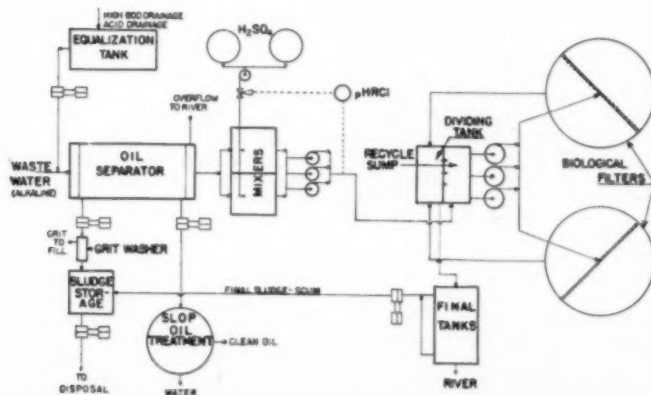 HIGH BOD DRAINAGE
ACID DRAINAGE
EQUALIZATION
TANK
H₂SO₄
OVERFLOW
TO RIVER
pHRCI
DIVIDING
TANK
RECYCLE
SUMP
WASTE
WATER
(ALKALINE)
OIL
SEPARATOR
MIXERS
BIOLOGICAL
FILTERS
GRIT
TO
FILL
GRIT WASHER
SLUDGE
STOR-
AGE
FINAL SLUDGE-SCUM
SLOP
OIL
TREATMENT
CLEAN OIL
FINAL
TANKS
TO
DISPOSAL
WATER
RIVER